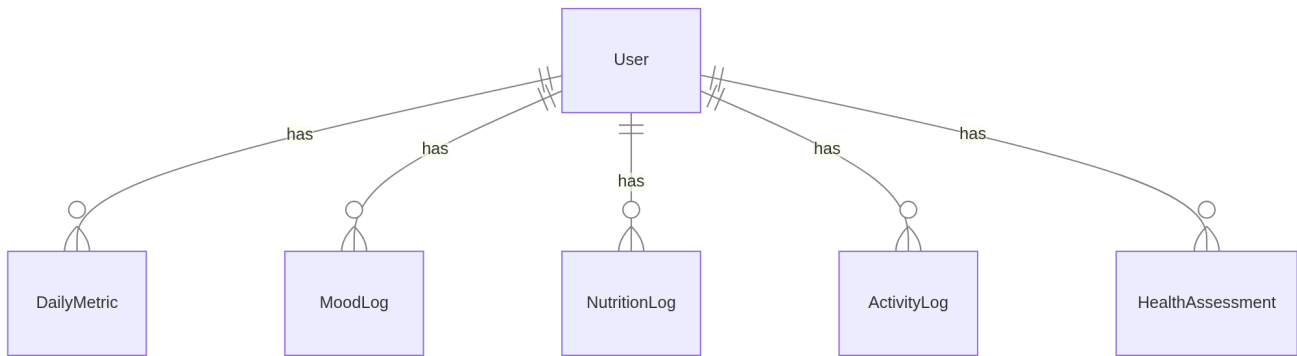 User
has
has
has
has
has
DailyMetric
MoodLog
NutritionLog
ActivityLog
HealthAssessment